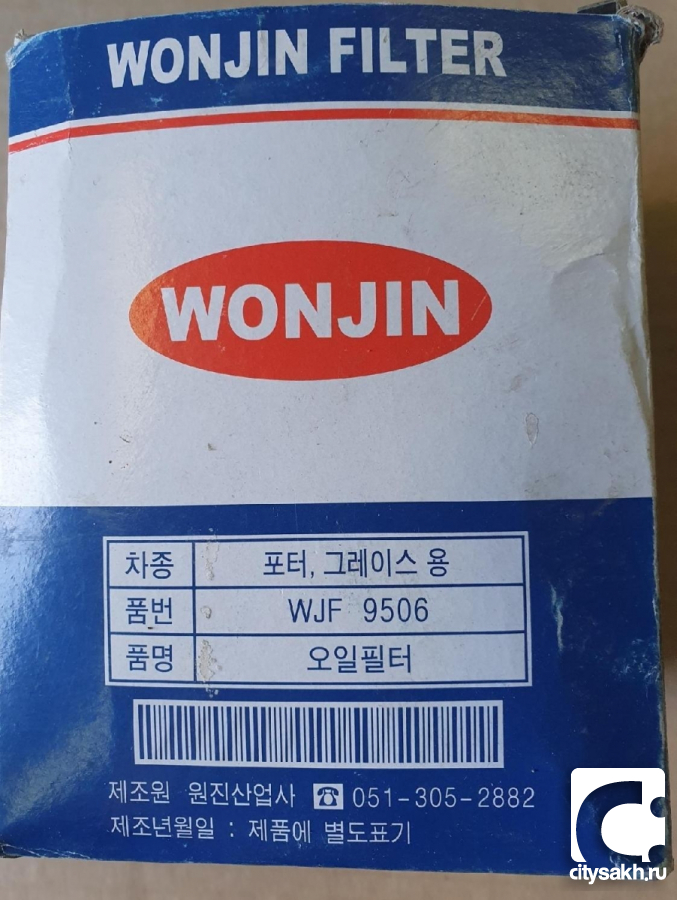 WONJIN FILTER
WONJIN
차종 포터, 그레이스 용
품번 WJF 9506
품명 오일필터
제조원 원진산업사 ☎ 051-305-2882
제조년월일 : 제품에 별도표기
citysakh.ru